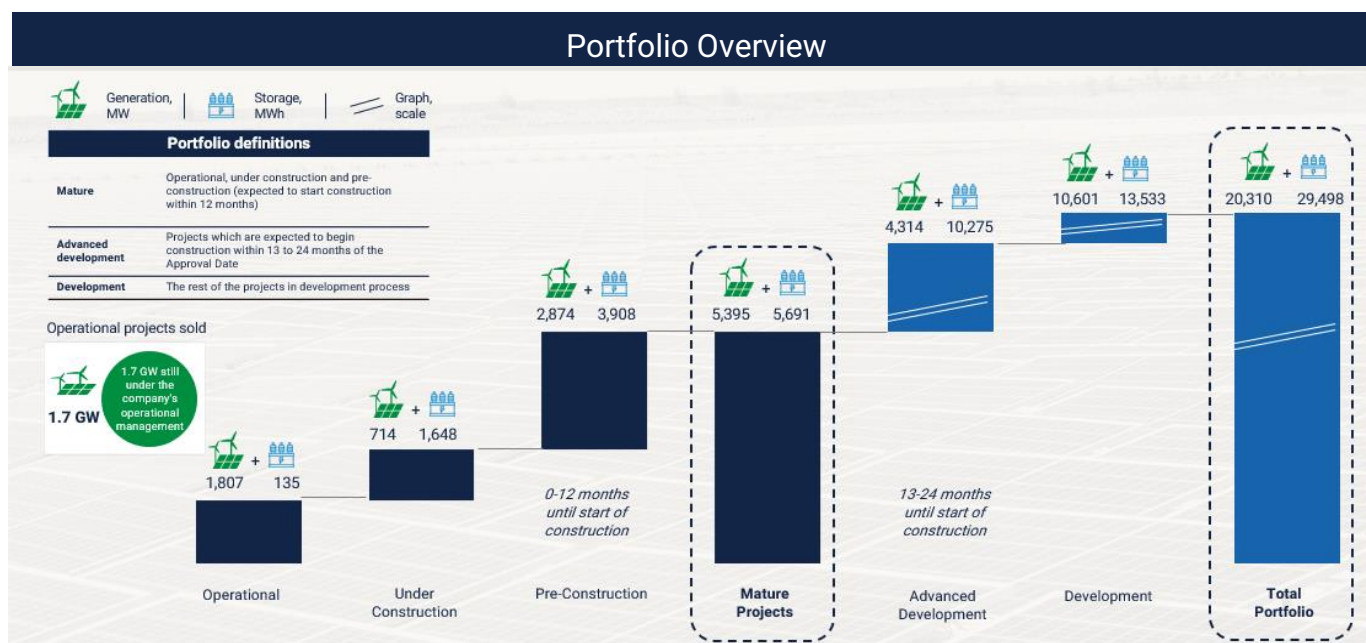 Portfolio Overview
Generation,
MW
Storage,
MWh
Graph,
scale
Portfolio definitions
Mature
Operational, under construction and pre-
construction (expected to start construction
within 12 months)
Advanced
development
Projects which are expected to begin
construction within 13 to 24 months of the
Approval Date
Development
The rest of the projects in development process
Operational projects sold
1.7 GW
1.7 GW still
under the
company's
operational
management
1,807 + 135
Operational
714 + 1,648
Under
Construction
2,874 + 3,908
0-12 months
until start of
construction
Pre-Construction
5,395 + 5,691
Mature
Projects
4,314 + 10,275
13-24 months
until start of
construction
Advanced
Development
10,601 + 13,533
Development
20,310 + 29,498
Total
Portfolio